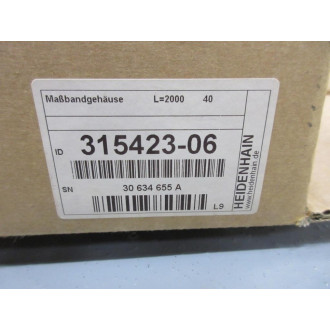 Maßbandgehäuse L=2000 40
ID 315423-06
SN 30 634 655 A
L9
HEIDENHAIN
www.heidenhain.de